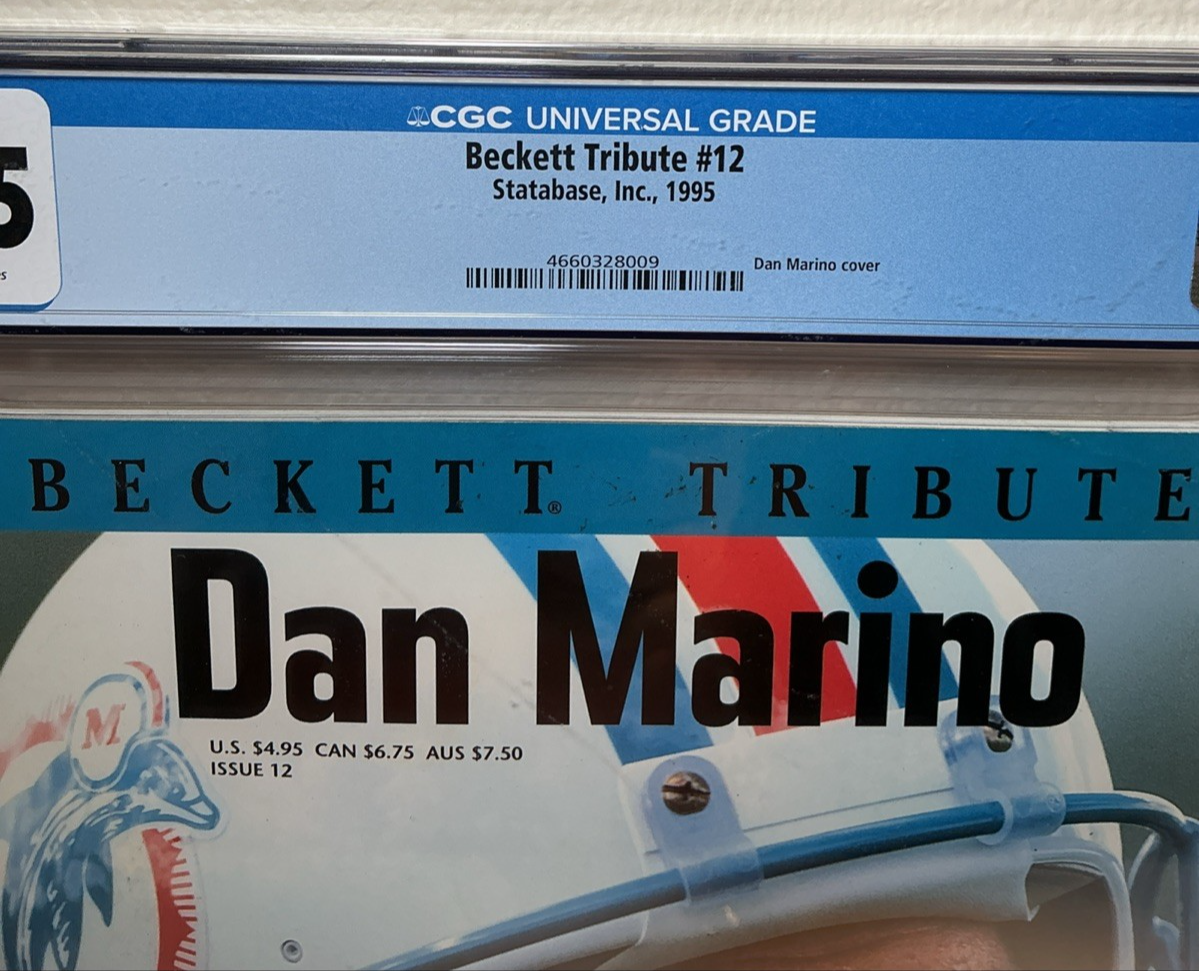 CGC UNIVERSAL GRADE
5
Beckett Tribute #12
Statabase, Inc., 1995
4660328009
Dan Marino cover
BECKETT® TRIBUTE
Dan Marino
M
U.S. $4.95 CAN $6.75 AUS $7.50
ISSUE 12